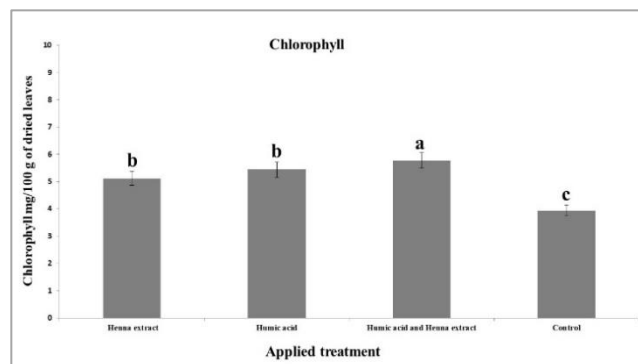 Chlorophyll
10
9
8
7
6
5
4
3
2
1
0
Chlorophyll mg/100 g of dried leaves
b
b
a
c
Henna extract
Humic acid
Humic acid and Henna extract
Control
Applied treatment